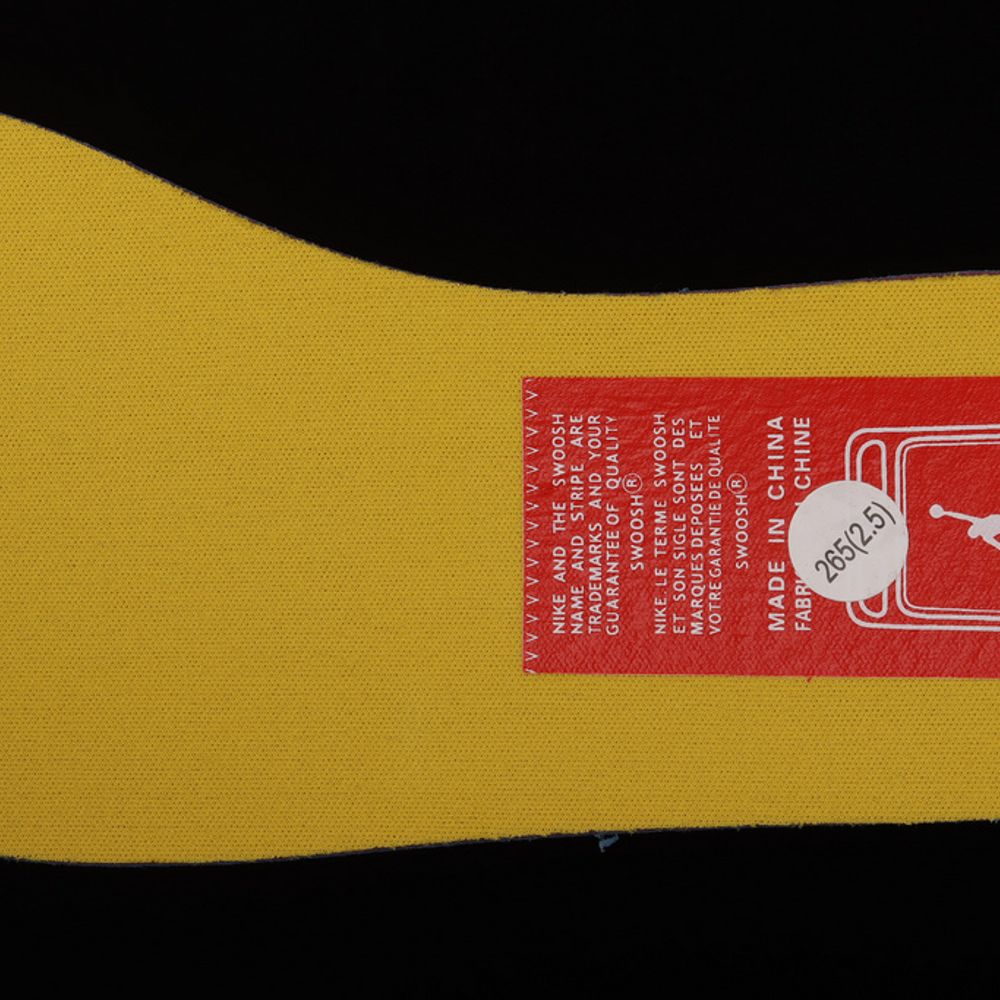 NIKE AND THE SWOOSH
NAME AND STRIPE ARE
TRADEMARKS AND YOUR
GUARANTEE OF QUALITY
SWOOSH®
NIKE. LE TERME SWOOSH
ET SON SIGLE SONT DES
MARQUES DEPOSEES ET
VOTRE GARANTIE DE QUALITE
SWOOSH®
MADE IN CHINA
CHINE
265(2.5)